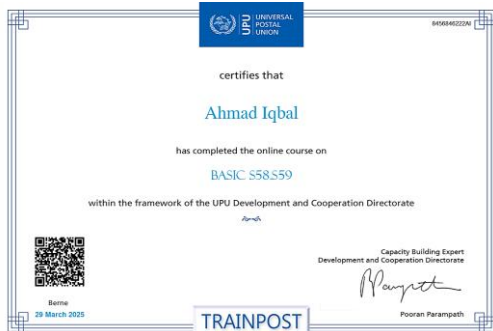 UPU
UNIVERSAL
POSTAL
UNION
8456846222AI
certifies that
Ahmad Iqbal
has completed the online course on
BASIC S58.S59
within the framework of the UPU Development and Cooperation Directorate
Capacity Building Expert
Development and Cooperation Directorate
Berne
29 March 2025
Pooran Parampath
TRAINPOST